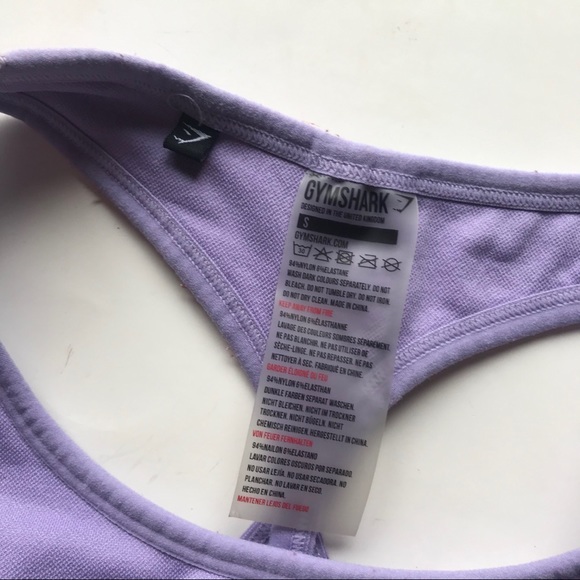 GYMSHARK
DESIGNED IN THE UNITED KINGDOM
S
GYMSHARK.COM
94%NYLON 6%ELASTANE
WASH DARK COLOURS SEPARATELY. DO NOT
BLEACH. DO NOT TUMBLE DRY. DO NOT IRON.
DO NOT DRY CLEAN. MADE IN CHINA.
KEEP AWAY FROM FIRE
94%NYLON 6%ÉLASTHANNE
LAVAGE DES COULEURS SOMBRES SÉPARÉMENT.
NE PAS BLANCHIR. NE PAS UTILISER DE
SÈCHE-LINGE. NE PAS REPASSER. NE PAS
NETTOYER À SEC. FABRIQUÉ EN CHINE.
GARDER ÉLOIGNÉ DU FEU
94%NYLON 6%ELASTHAN
DUNKLE FARBEN SEPARAT WASCHEN.
NICHT BLEICHEN. NICHT IM TROCKNER
TROCKNEN. NICHT BÜGELN. NICHT
CHEMISCH REINIGEN. HERGESTELLT IN CHINA.
VON FEUER FERNHALTEN
94%NAILON 6%ELASTANO
LAVAR COLORES OSCUROS POR SEPARADO.
NO USAR LEJÍA. NO USAR SECADORA. NO
PLANCHAR. NO LAVAR EN SECO.
HECHO EN CHINA.
MANTENER LEJOS DEL FUEGO